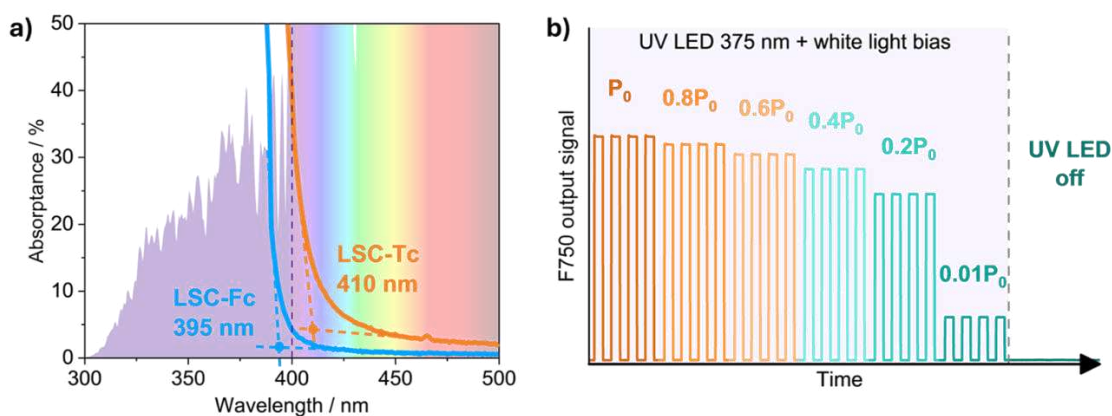 a)
50
40
30
20
10
0
Absorptance / %
LSC-Tc
410 nm
LSC-Fc
395 nm
300
350
400
450
500
Wavelength / nm
b)
UV LED 375 nm + white light bias
P₀
0.8P₀
0.6P₀
0.4P₀
0.2P₀
0.01P₀
UV LED
off
F750 output signal
Time